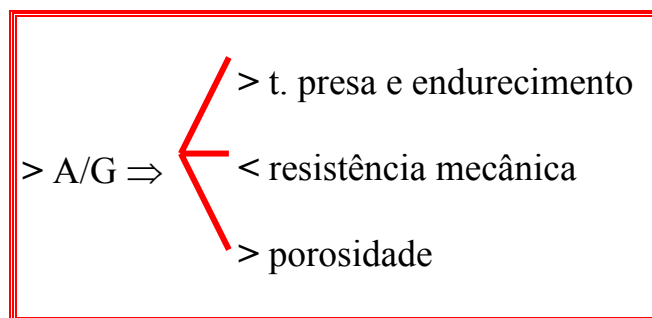 > t. presa e endurecimento
> A/G ⇒ < resistência mecânica
> porosidade